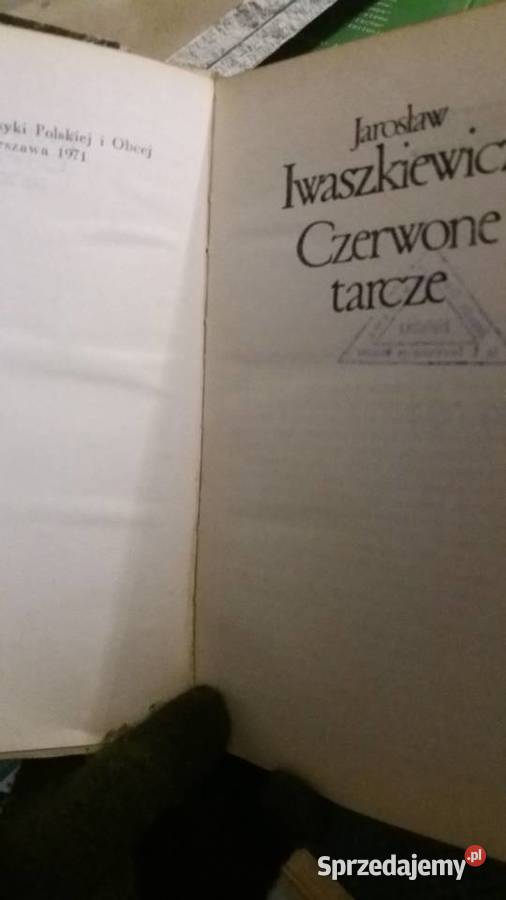 yki Polskiej i Obcej
rszawa 1971
Jarosław
Iwaszkiewicz
Czerwone
tarcze
Sprzedajemy.pl